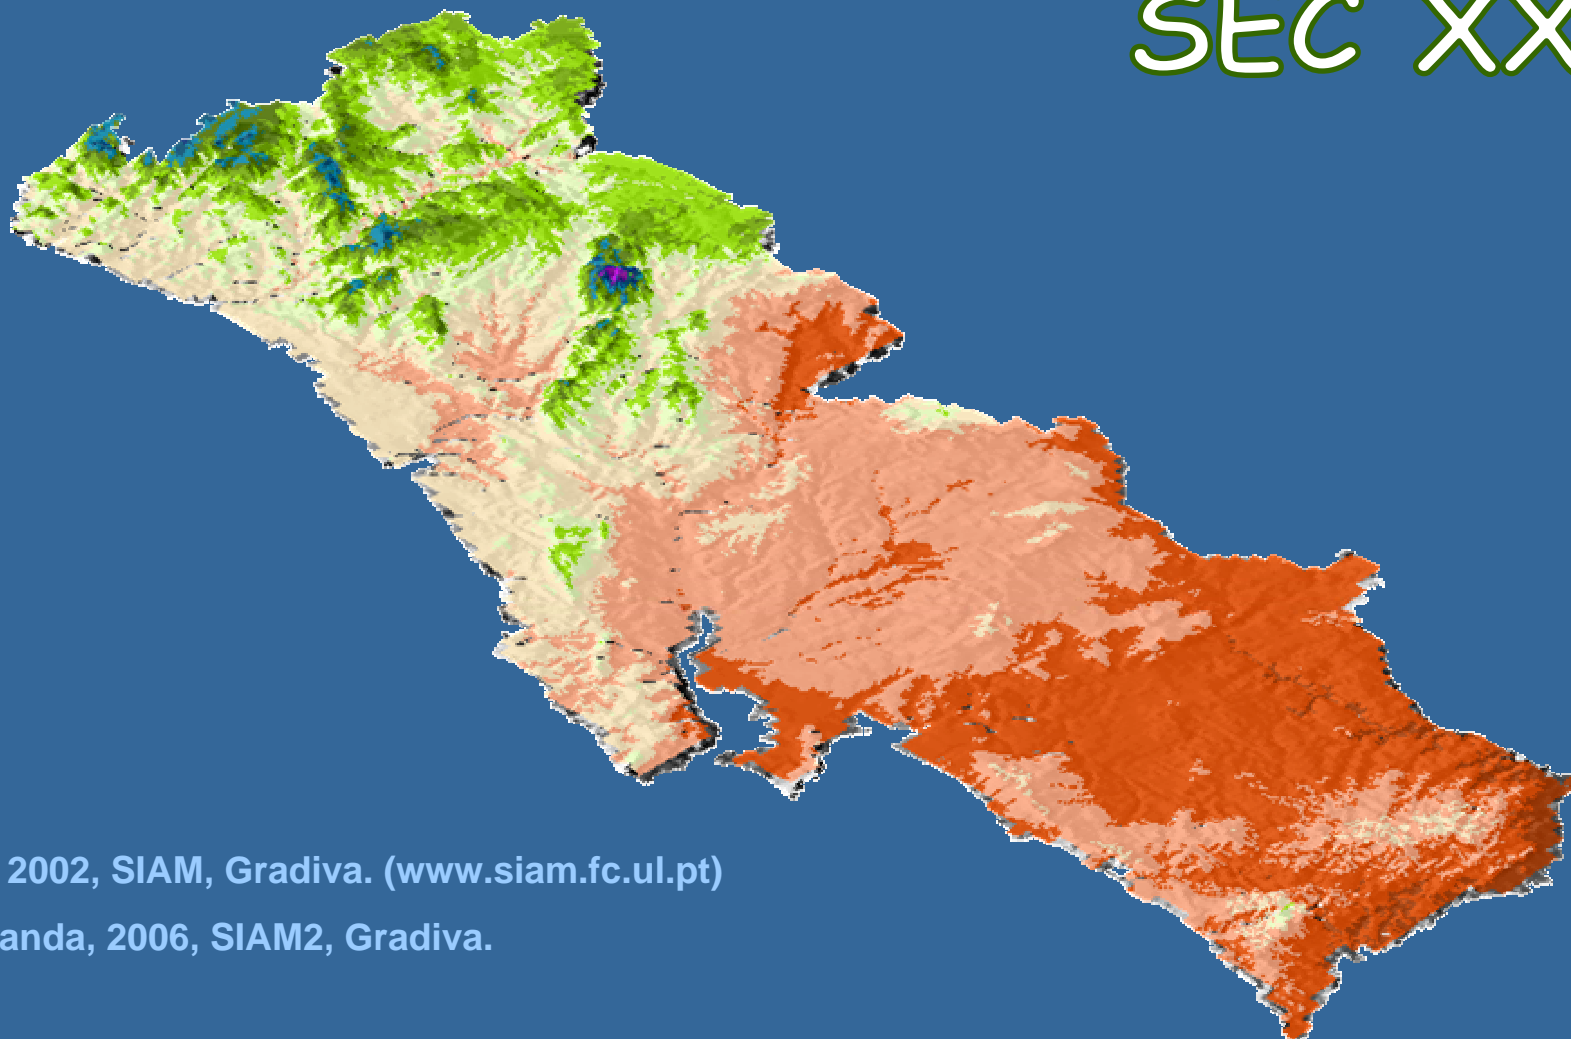 SEC XX
2002, SIAM, Gradiva. (www.siam.fc.ul.pt)
anda, 2006, SIAM2, Gradiva.